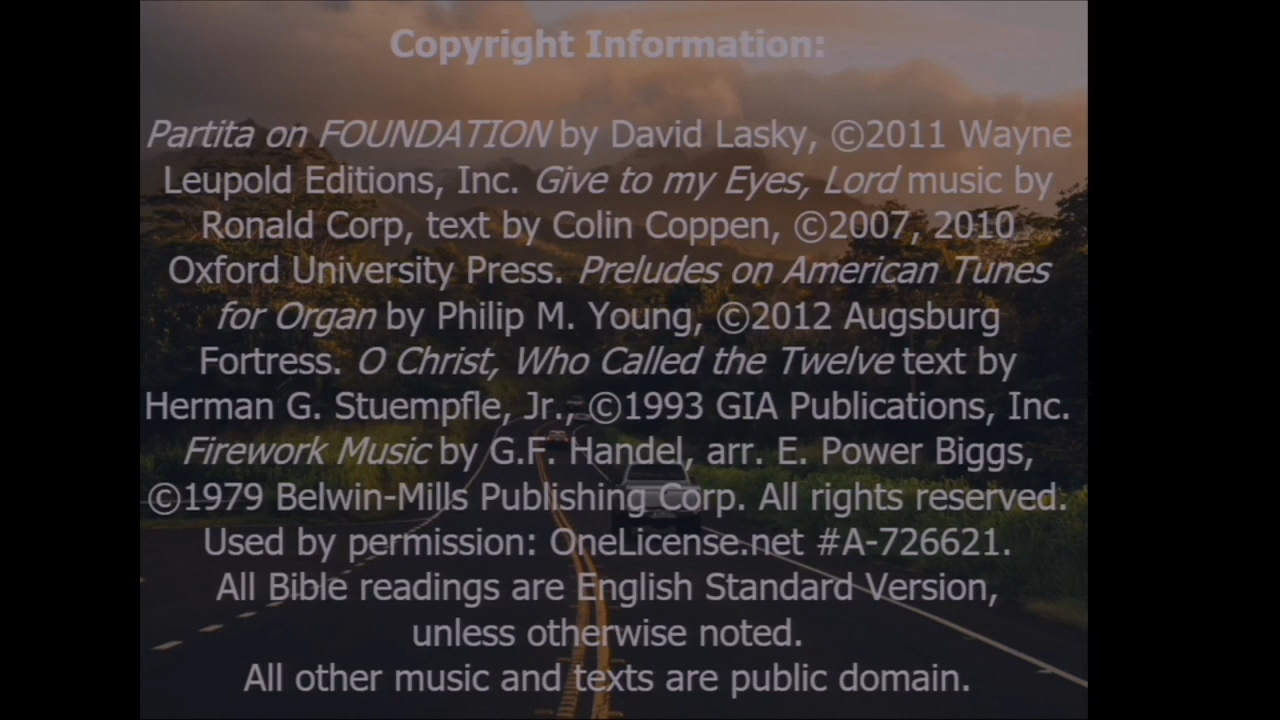 Copyright Information:
Partita on FOUNDATION by David Lasky, ©2011 Wayne
Leupold Editions, Inc. Give to my Eyes, Lord music by
Ronald Corp, text by Colin Coppen, ©2007, 2010
Oxford University Press. Preludes on American Tunes
for Organ by Philip M. Young, ©2012 Augsburg
Fortress. O Christ, Who Called the Twelve text by
Herman G. Stuempfle, Jr., ©1993 GIA Publications, Inc.
Firework Music by G.F. Handel, arr. E. Power Biggs,
©1979 Belwin-Mills Publishing Corp. All rights reserved.
Used by permission: OneLicense.net #A-726621.
All Bible readings are English Standard Version,
unless otherwise noted.
All other music and texts are public domain.